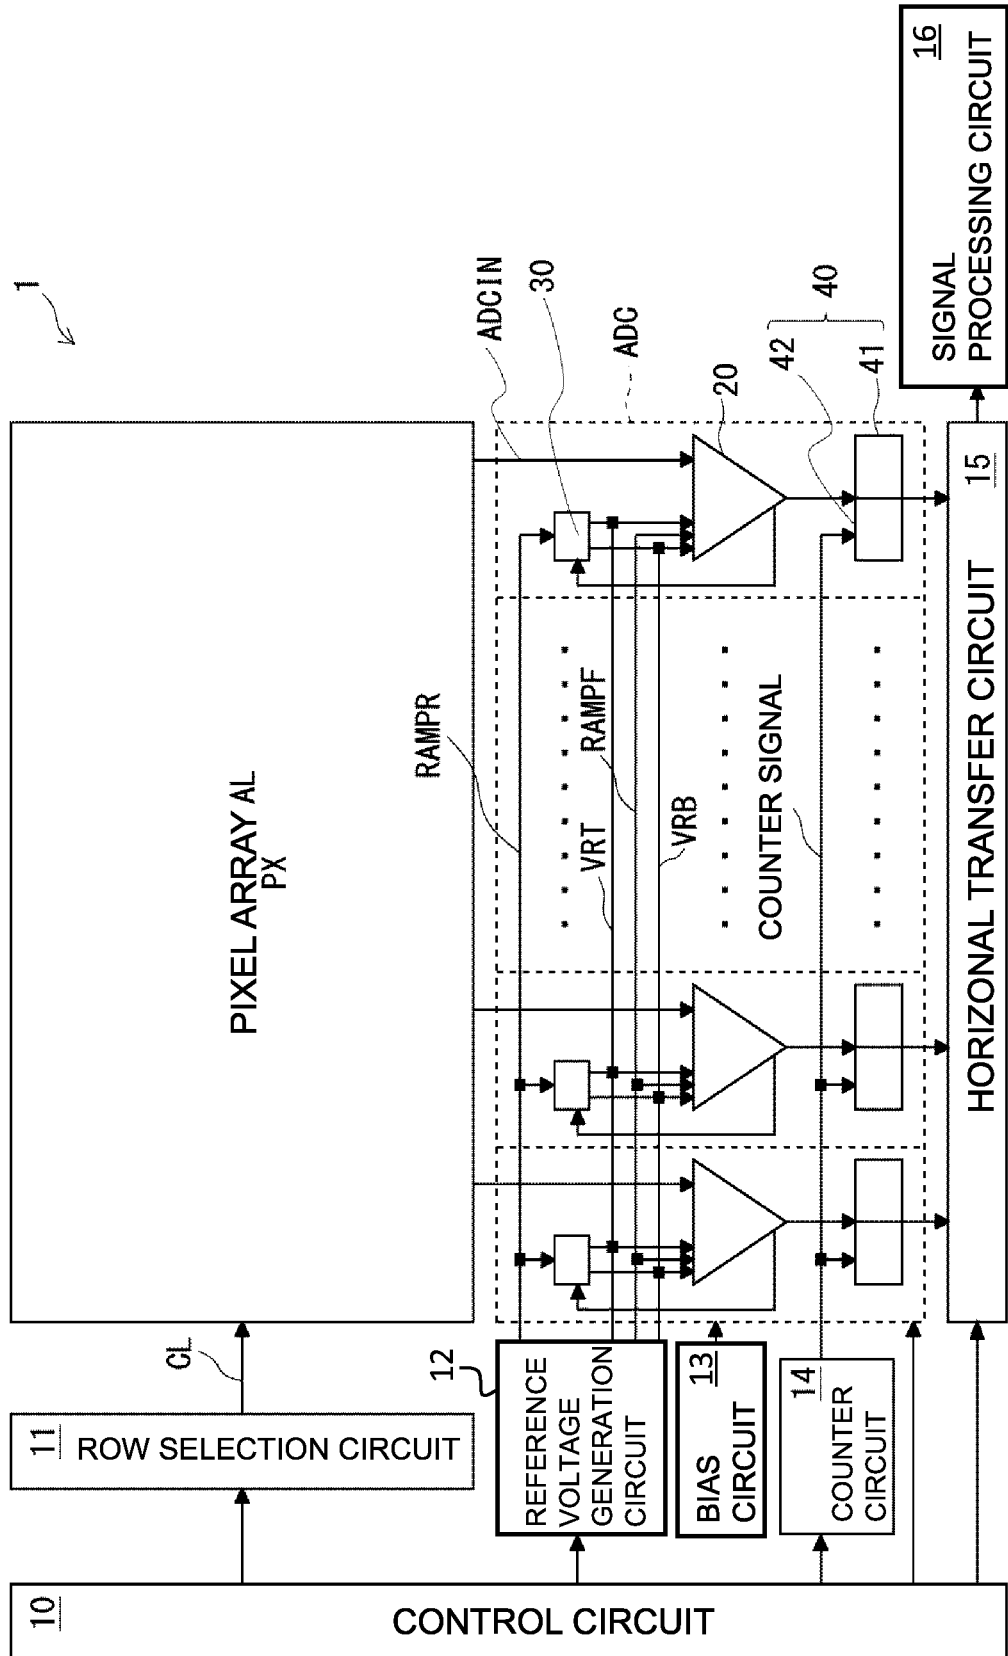 1
PIXEL ARRAY AL
PX
CL
11
ROW SELECTION CIRCUIT
10
CONTROL CIRCUIT
12
REFERENCE
VOLTAGE
GENERATION
CIRCUIT
13
BIAS
CIRCUIT
14
COUNTER
CIRCUIT
RAMPR
VRT
RAMPF
VRB
COUNTER SIGNAL
ADCIN
30
ADC
20
42
40
41
HORIZONAL TRANSFER CIRCUIT
15
16
SIGNAL
PROCESSING CIRCUIT